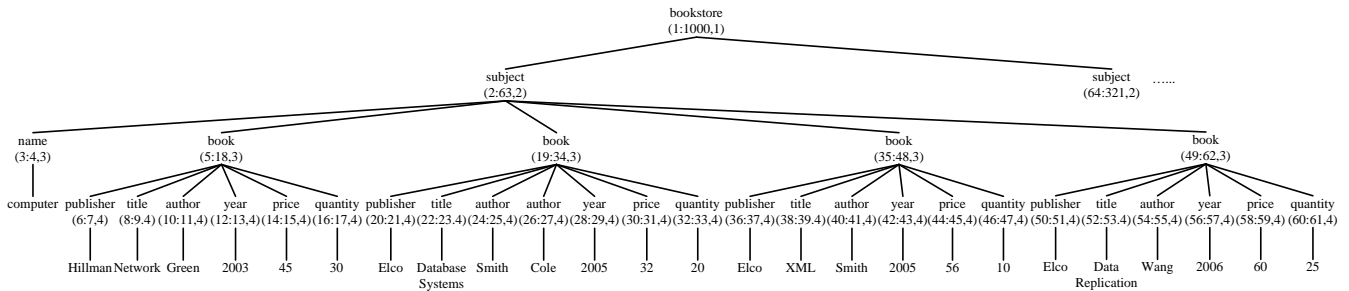 bookstore
(1:1000,1)
subject subject …...
(2:63,2) (64:321,2)
name book book book book
(3:4,3) (5:18,3) (19:34,3) (35:48,3) (49:62,3)
computer publisher title author year price quantity publisher title author author year price quantity publisher title author year price quantity publisher title author year price quantity
(6:7,4) (8:9.4) (10:11,4) (12:13,4) (14:15,4) (16:17,4) (20:21,4) (22:23.4) (24:25,4) (26:27,4) (28:29,4) (30:31,4) (32:33,4) (36:37,4) (38:39.4) (40:41,4) (42:43,4) (44:45,4) (46:47,4) (50:51,4) (52:53.4) (54:55,4) (56:57,4) (58:59,4) (60:61,4)
Hillman Network Green 2003 45 30 Elco Database Smith Cole 2005 32 20 Elco XML Smith 2005 56 10 Elco Data Wang 2006 60 25
Systems Replication